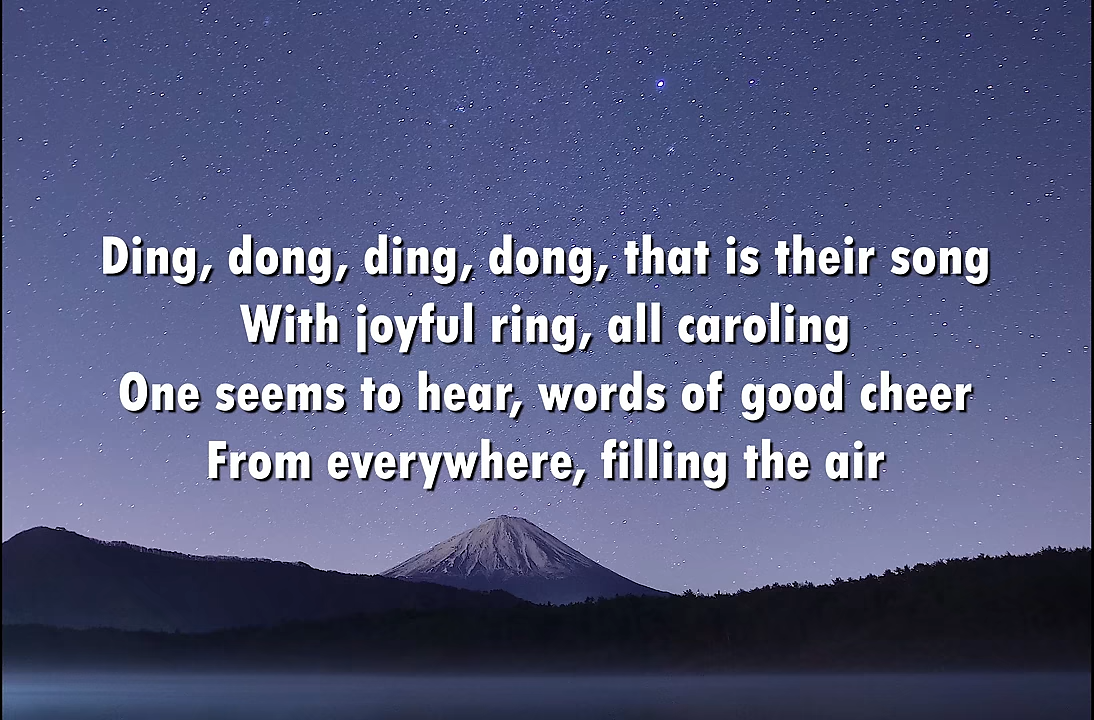 Ding, dong, ding, dong, that is their song
With joyful ring, all caroling
One seems to hear, words of good cheer
From everywhere, filling the air